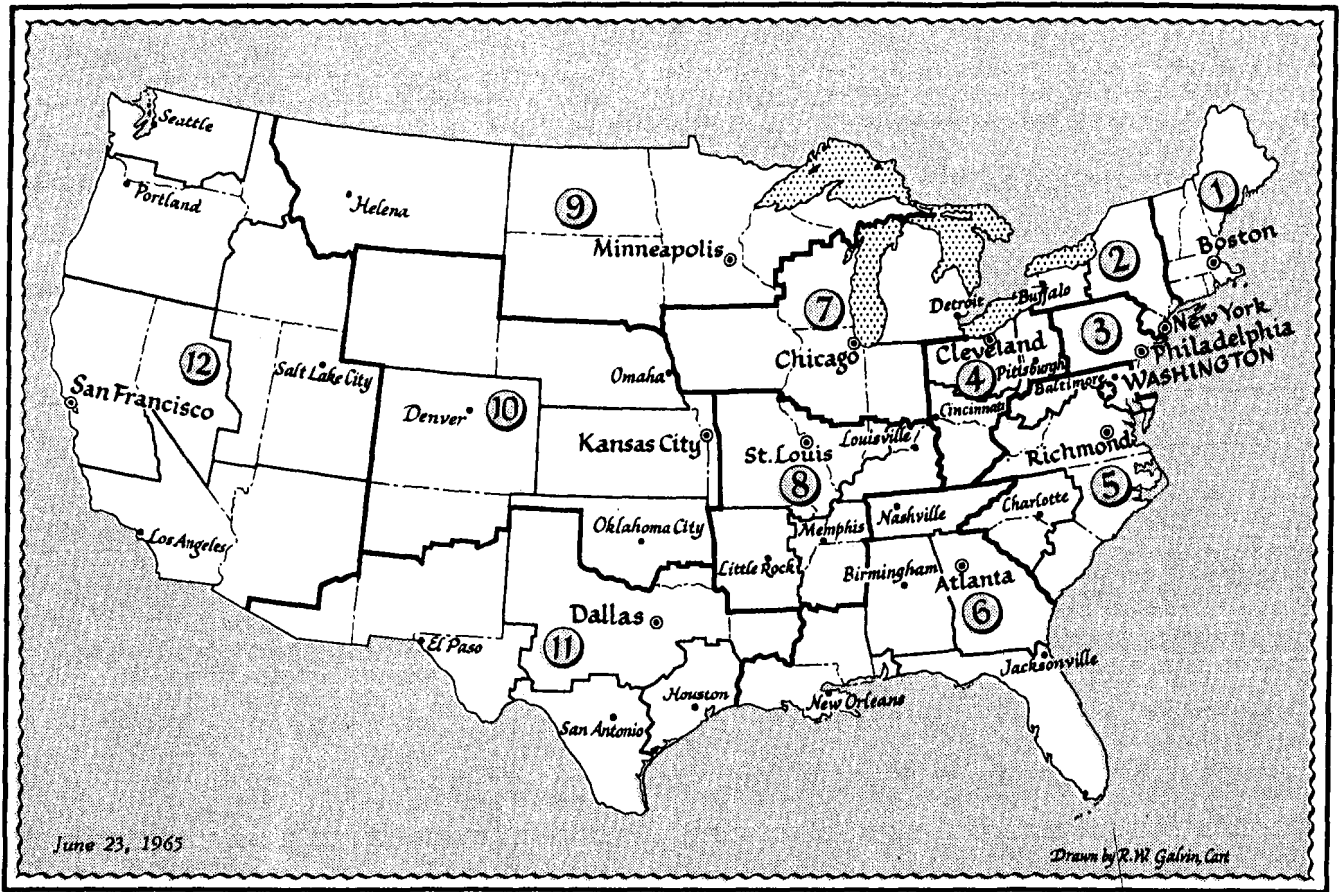 Seattle
Portland
Helena
9
Minneapolis
1
Boston
2
Buffalo
Detroit
7
Chicago
Cleveland
4
Pittsburgh
3
New York
Philadelphia
WASHINGTON
Baltimore
Cincinnati
12
San Francisco
Salt Lake City
Omaha
Denver
10
Kansas City
St. Louis
Louisville
8
Richmond
5
Los Angeles
Oklahoma City
Little Rock
Memphis
Nashville
Charlotte
Birmingham
Atlanta
6
Dallas
11
El Paso
Houston
San Antonio
New Orleans
Jacksonville
June 23, 1965
Drawn by R.W. Galvin, Cart